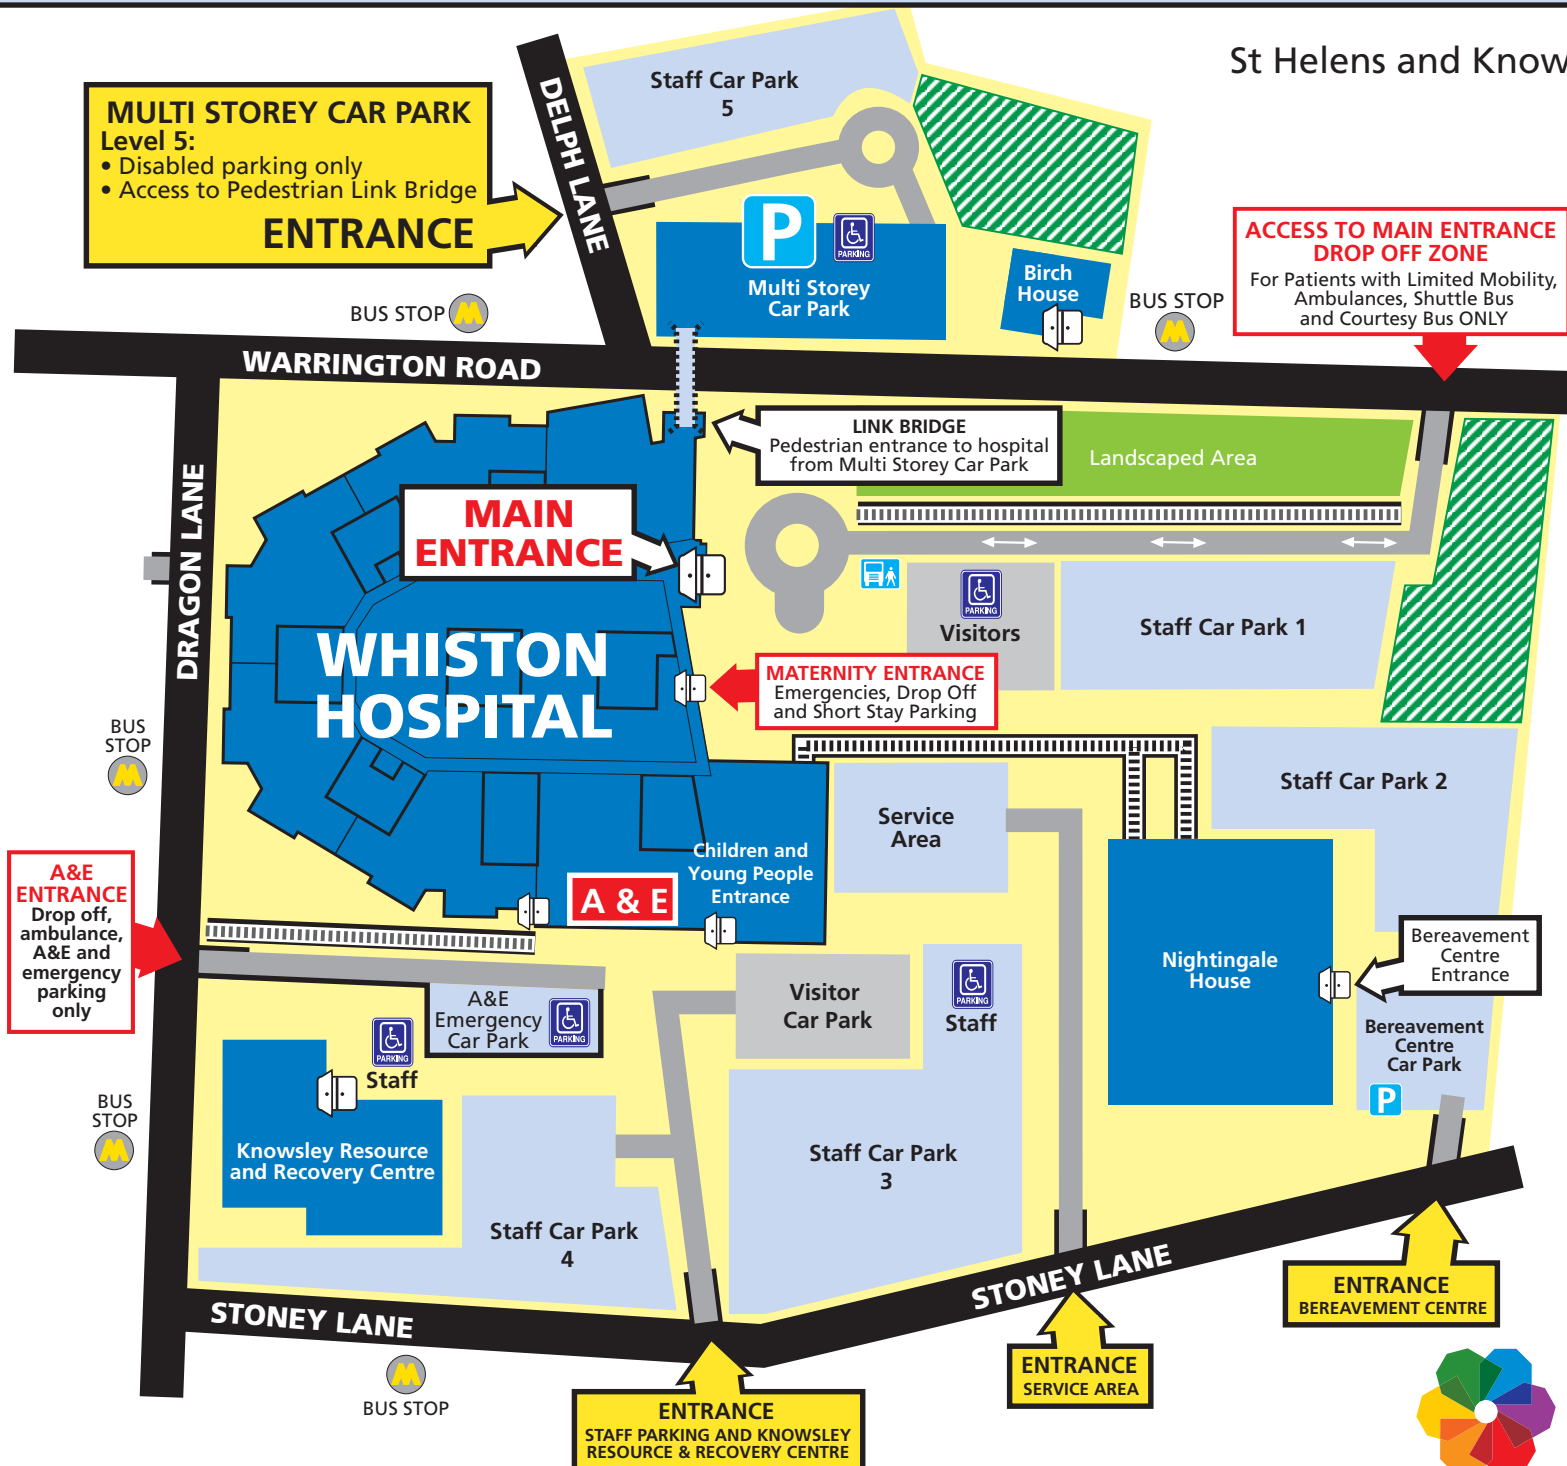 St Helens and Know
MULTI STOREY CAR PARK
Level 5:
• Disabled parking only
• Access to Pedestrian Link Bridge
ENTRANCE
DELPH LANE
Staff Car Park
5
P
PARKING
Multi Storey
Car Park
Birch
House
BUS STOP
M
BUS STOP
M
ACCESS TO MAIN ENTRANCE
DROP OFF ZONE
For Patients with Limited Mobility,
Ambulances, Shuttle Bus
and Courtesy Bus ONLY
WARRINGTON ROAD
LINK BRIDGE
Pedestrian entrance to hospital
from Multi Storey Car Park
Landscaped Area
MAIN
ENTRANCE
DRAGON LANE
PARKING
Visitors
Staff Car Park 1
WHISTON
HOSPITAL
MATERNITY ENTRANCE
Emergencies, Drop Off
and Short Stay Parking
BUS
STOP
M
Service
Area
Staff Car Park 2
A&E
ENTRANCE
Drop off,
ambulance,
A&E and
emergency
parking
only
A & E
Children and
Young People
Entrance
Nightingale
House
Bereavement
Centre
Entrance
A&E
Emergency
Car Park
PARKING
PARKING
Staff
Visitor
Car Park
PARKING
Staff
Bereavement
Centre
Car Park
P
BUS
STOP
M
Knowsley Resource
and Recovery Centre
Staff Car Park
3
Staff Car Park
4
STONEY LANE
STONEY LANE
ENTRANCE
BEREAVEMENT CENTRE
ENTRANCE
SERVICE AREA
M
BUS STOP
ENTRANCE
STAFF PARKING AND KNOWSLEY
RESOURCE & RECOVERY CENTRE